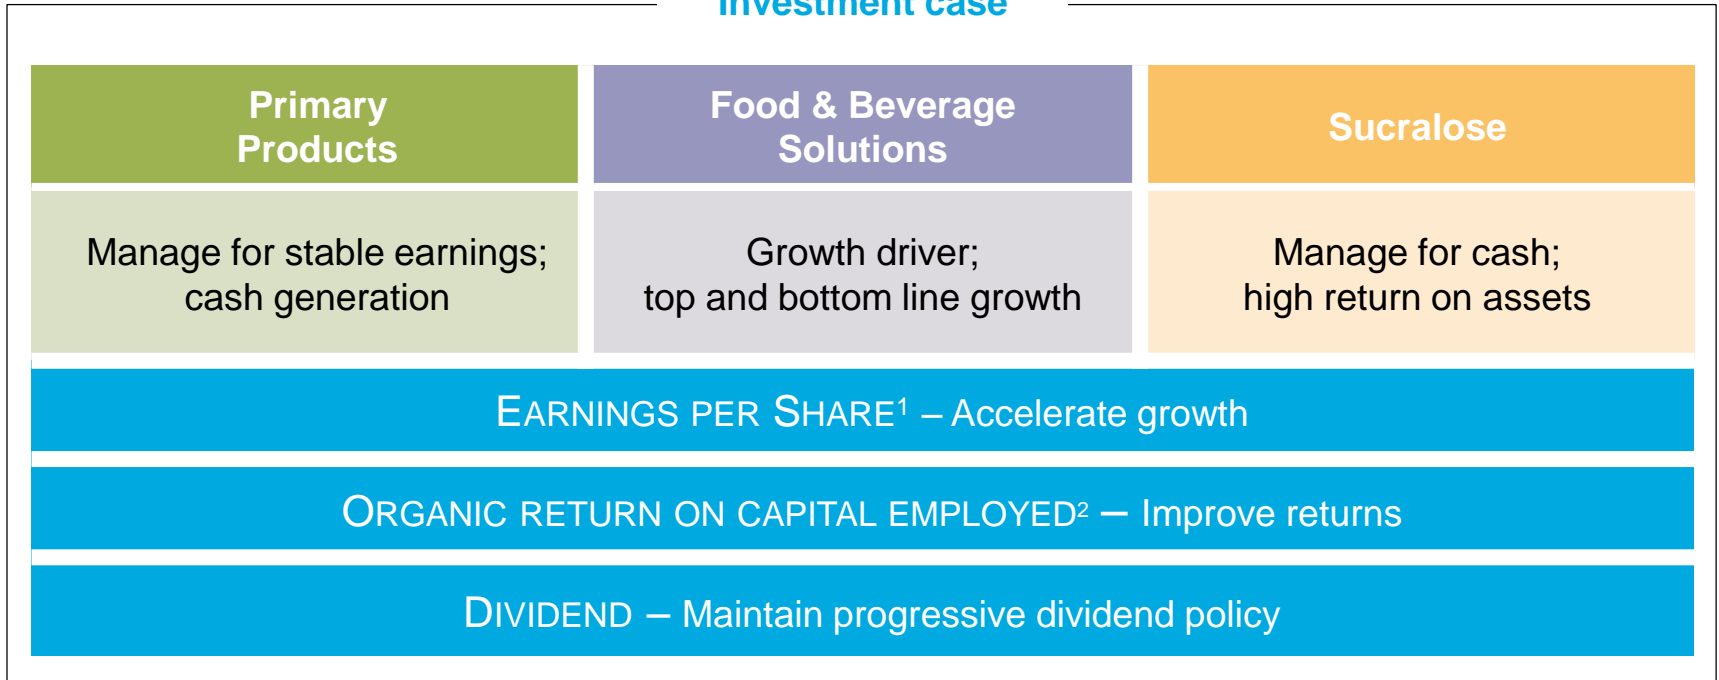 Investment case
Primary
Products
Food & Beverage
Solutions
Sucralose
Manage for stable earnings;
cash generation
Growth driver;
top and bottom line growth
Manage for cash;
high return on assets
EARNINGS PER SHARE¹ – Accelerate growth
ORGANIC RETURN ON CAPITAL EMPLOYED² – Improve returns
DIVIDEND – Maintain progressive dividend policy